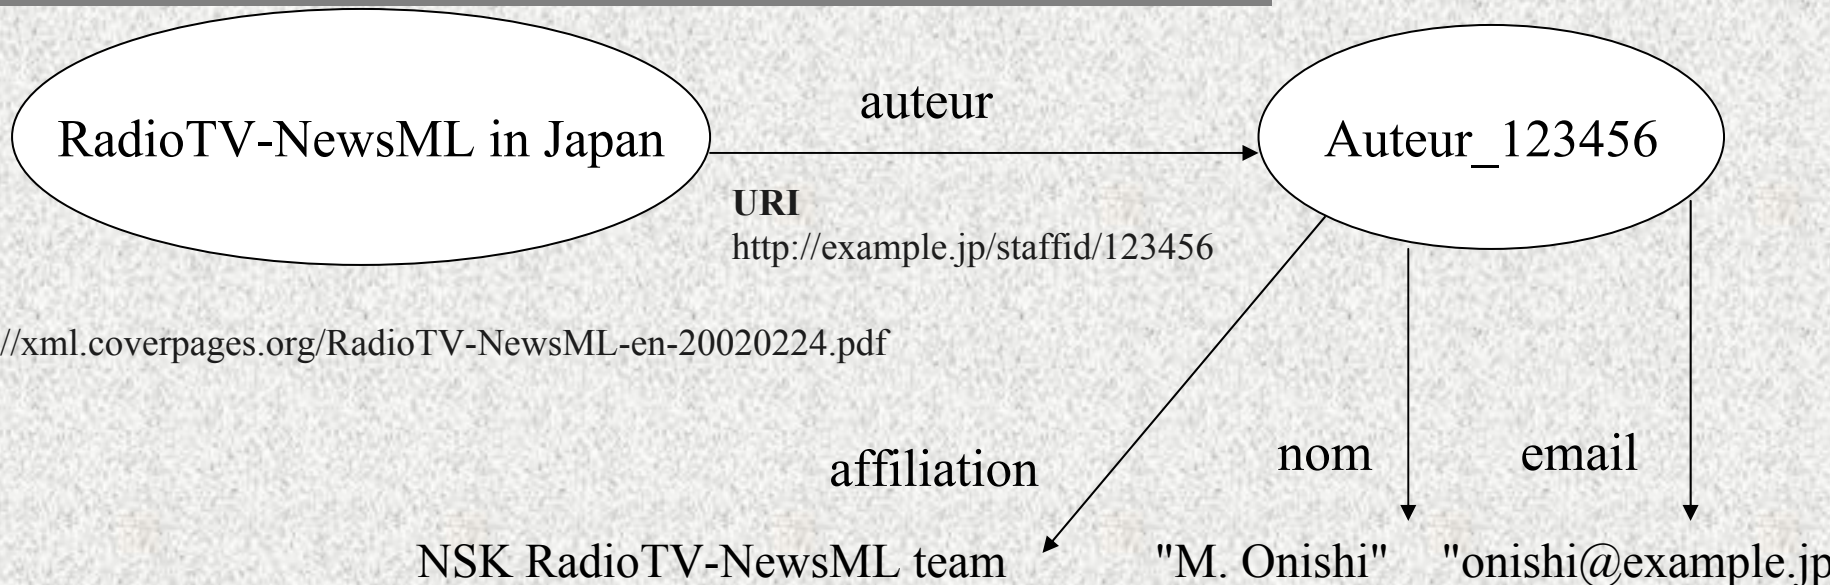 RadioTV-NewsML in Japan
auteur
Auteur_123456
URI
http://example.jp/staffid/123456
//xml.coverpages.org/RadioTV-NewsML-en-20020224.pdf
affiliation
nom
email
NSK RadioTV-NewsML team
"M. Onishi"
"onishi@example.jp